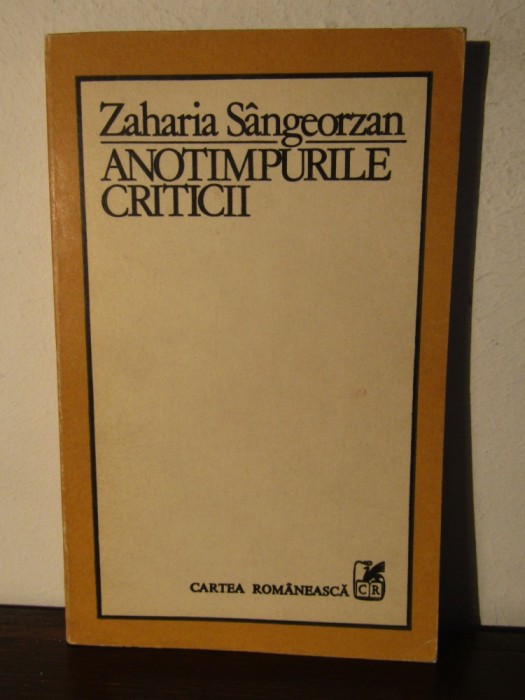 Zaharia Sângeorzan
ANOTIMPURILE
CRITICII
CARTEA ROMÂNEASCĂ CR